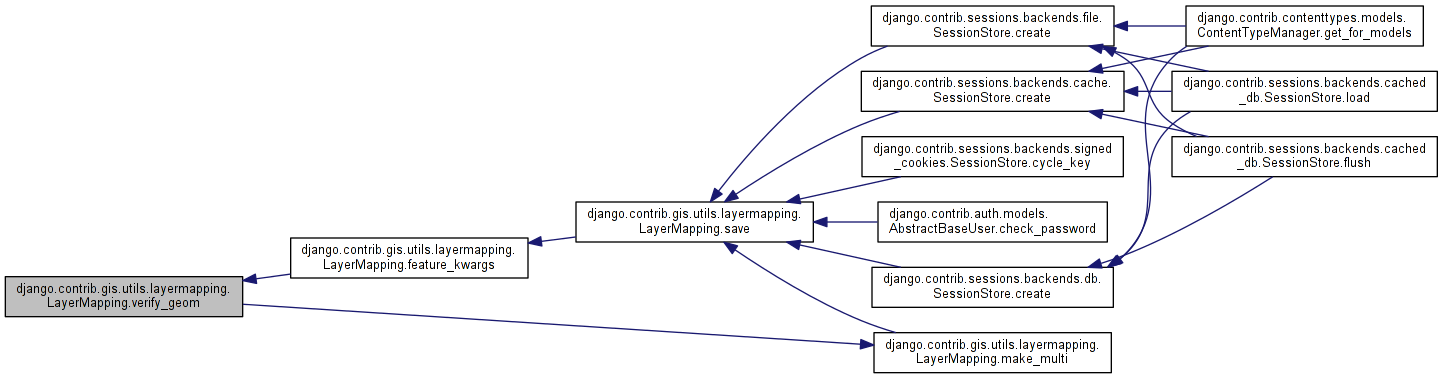 django.contrib.sessions.backends.file.
SessionStore.create
django.contrib.contenttypes.models.
ContentTypeManager.get_for_models
django.contrib.sessions.backends.cache.
SessionStore.create
django.contrib.sessions.backends.cached
_db.SessionStore.load
django.contrib.sessions.backends.signed
_cookies.SessionStore.cycle_key
django.contrib.sessions.backends.cached
_db.SessionStore.flush
django.contrib.gis.utils.layermapping.
LayerMapping.save
django.contrib.auth.models.
AbstractBaseUser.check_password
django.contrib.gis.utils.layermapping.
LayerMapping.feature_kwargs
django.contrib.sessions.backends.db.
SessionStore.create
django.contrib.gis.utils.layermapping.
LayerMapping.verify_geom
django.contrib.gis.utils.layermapping.
LayerMapping.make_multi